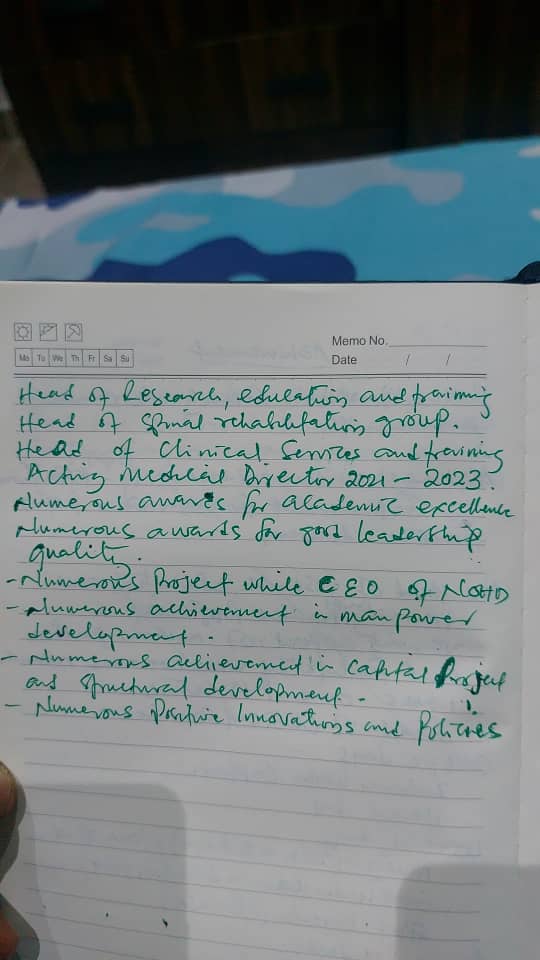 Memo No.
Mo Tu We Th Fr Sa Su
Date / /
Head of Research, education and training
Head of Spinal rehabilitation group.
Head of Clinical Services and training
Acting Medical Director 2021 - 2023.
Numerous awards for academic excellence
Numerous awards for good leadership
quality.
- Numerous Project while CEO of NOHD
- Numerous achievement in manpower
development.
- Numerous achievement in capital Project
and structural development.
- Numerous Positive Innovations and Policies